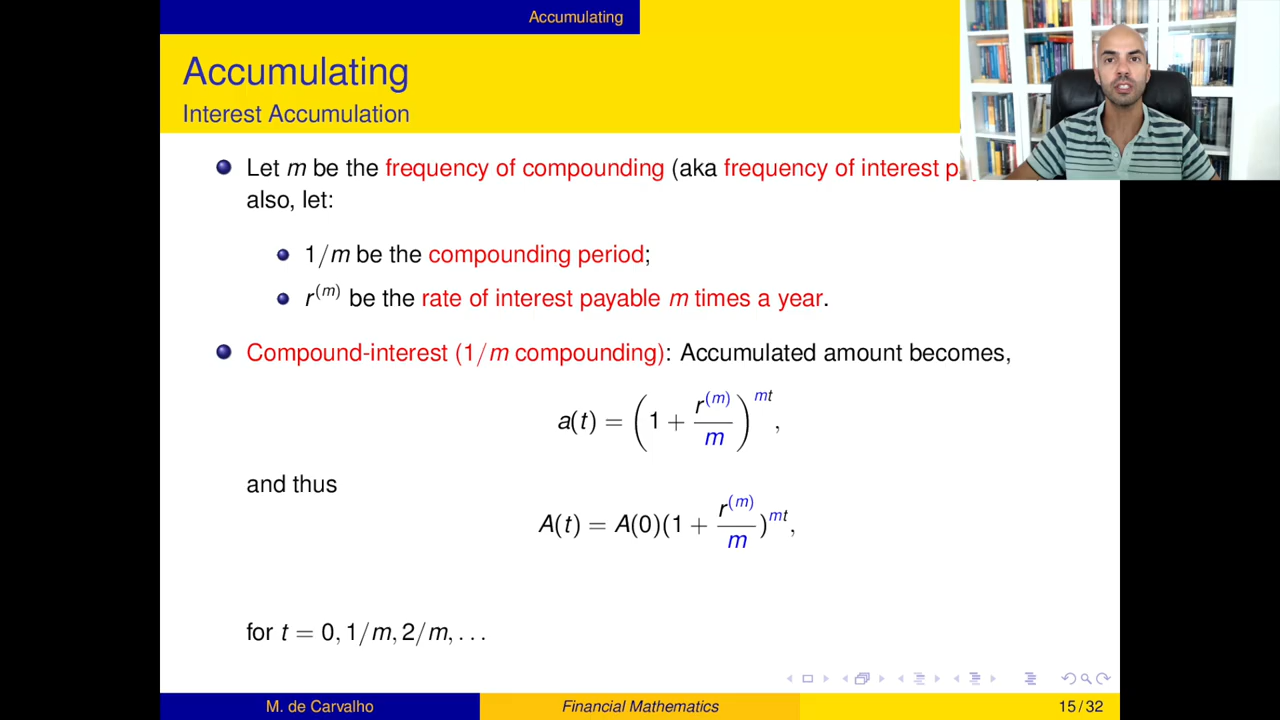 Accumulating
Accumulating
Interest Accumulation
Let m be the frequency of compounding (aka frequency of interest
also, let:
1/m be the compounding period;
r^(m) be the rate of interest payable m times a year.
Compound-interest (1/m compounding): Accumulated amount becomes,
a(t) = (1 + r^(m)/m)^mt,
and thus
A(t) = A(0)(1 + r^(m)/m)^mt,
for t = 0, 1/m, 2/m, . . .
M. de Carvalho
Financial Mathematics
15 / 32